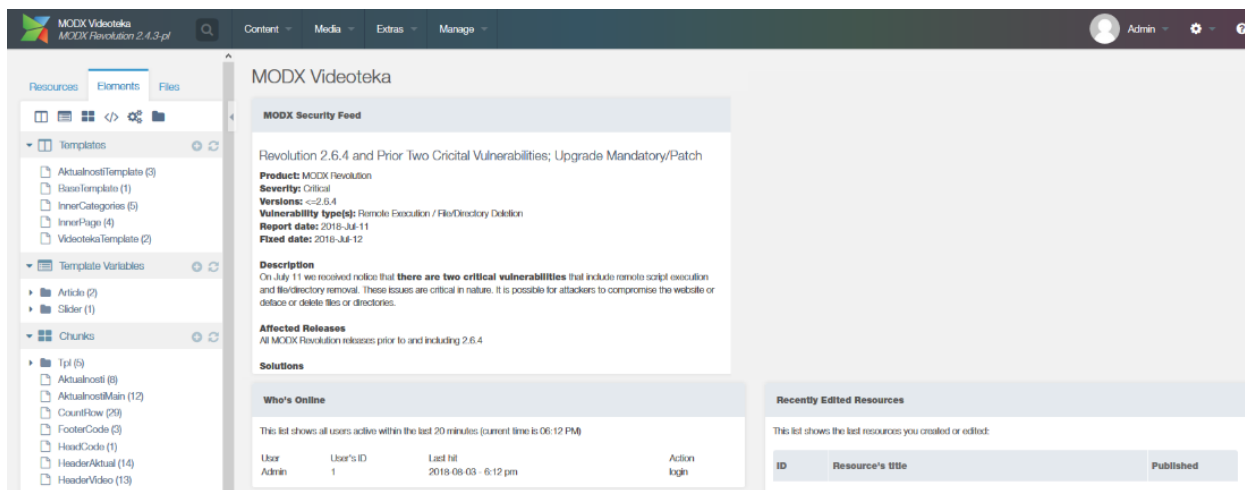 MODX Videoteka
MODX Revolution 2.4.3-pl
Content
Media
Extras
Manage
Admin
Resources
Elements
Files
Templates
AktualnostiTemplate (3)
BaseTemplate (1)
InnerCategories (5)
InnerPage (4)
VideotekaTemplate (2)
Template Variables
Article (2)
Slider (1)
Chunks
Tpl (5)
Aktualnosti (8)
AktualnostiMain (12)
CountRow (29)
FooterCode (3)
HeadCode (1)
HeaderAktual (14)
HeaderVideo (13)
MODX Videoteka
MODX Security Feed
Revolution 2.6.4 and Prior Two Cricital Vulnerabilities; Upgrade Mandatory/Patch
Product: MODX Revolution
Severity: Critical
Versions: <=2.6.4
Vulnerability type(s): Remote Execution / File/Directory Deletion
Report date: 2018-Jul-11
Fixed date: 2018-Jul-12
Description
On July 11 we received notice that there are two critical vulnerabilities that include remote script execution
and file/directory removal. These issues are critical in nature. It is possible for attackers to compromise the website or
deface or delete files or directories.
Affected Releases
All MODX Revolution releases prior to and including 2.6.4
Solutions
Who's Online
This list shows all users active within the last 20 minutes (current time is 06:12 PM)
User User's ID Last hit Action
Admin 1 2018-08-03 - 6:12 pm login
Recently Edited Resources
This list shows the last resources you created or edited:
ID Resource's title Published